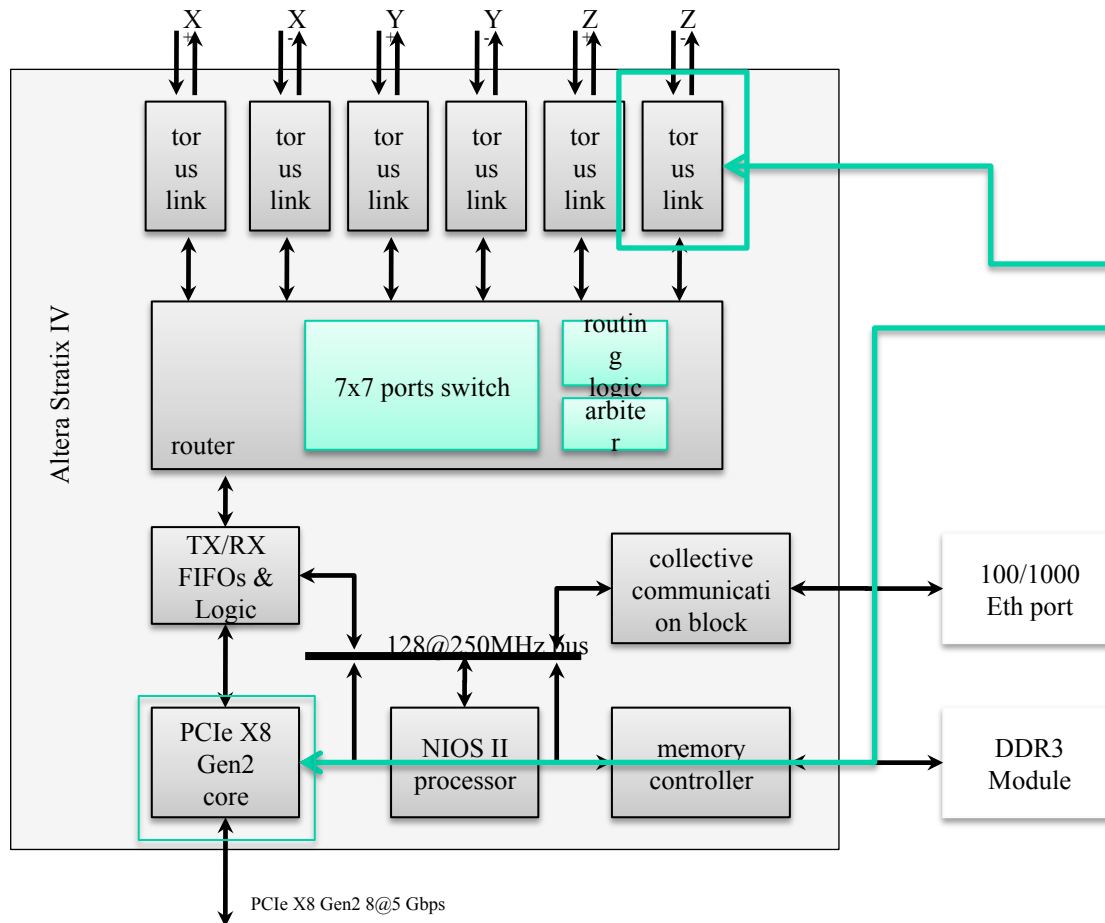 X X Y Y Z Z
+ - + - + -
tor
us
link
tor
us
link
tor
us
link
tor
us
link
tor
us
link
tor
us
link
Altera Stratix IV
router
7x7 ports switch
routin
g
logic
arbite
r
TX/RX
FIFOs &
Logic
collective
communicati
on block
100/1000
Eth port
128@250MHz bus
PCIe X8
Gen2
core
NIOS II
processor
memory
controller
DDR3
Module
PCIe X8 Gen2 8@5 Gbps